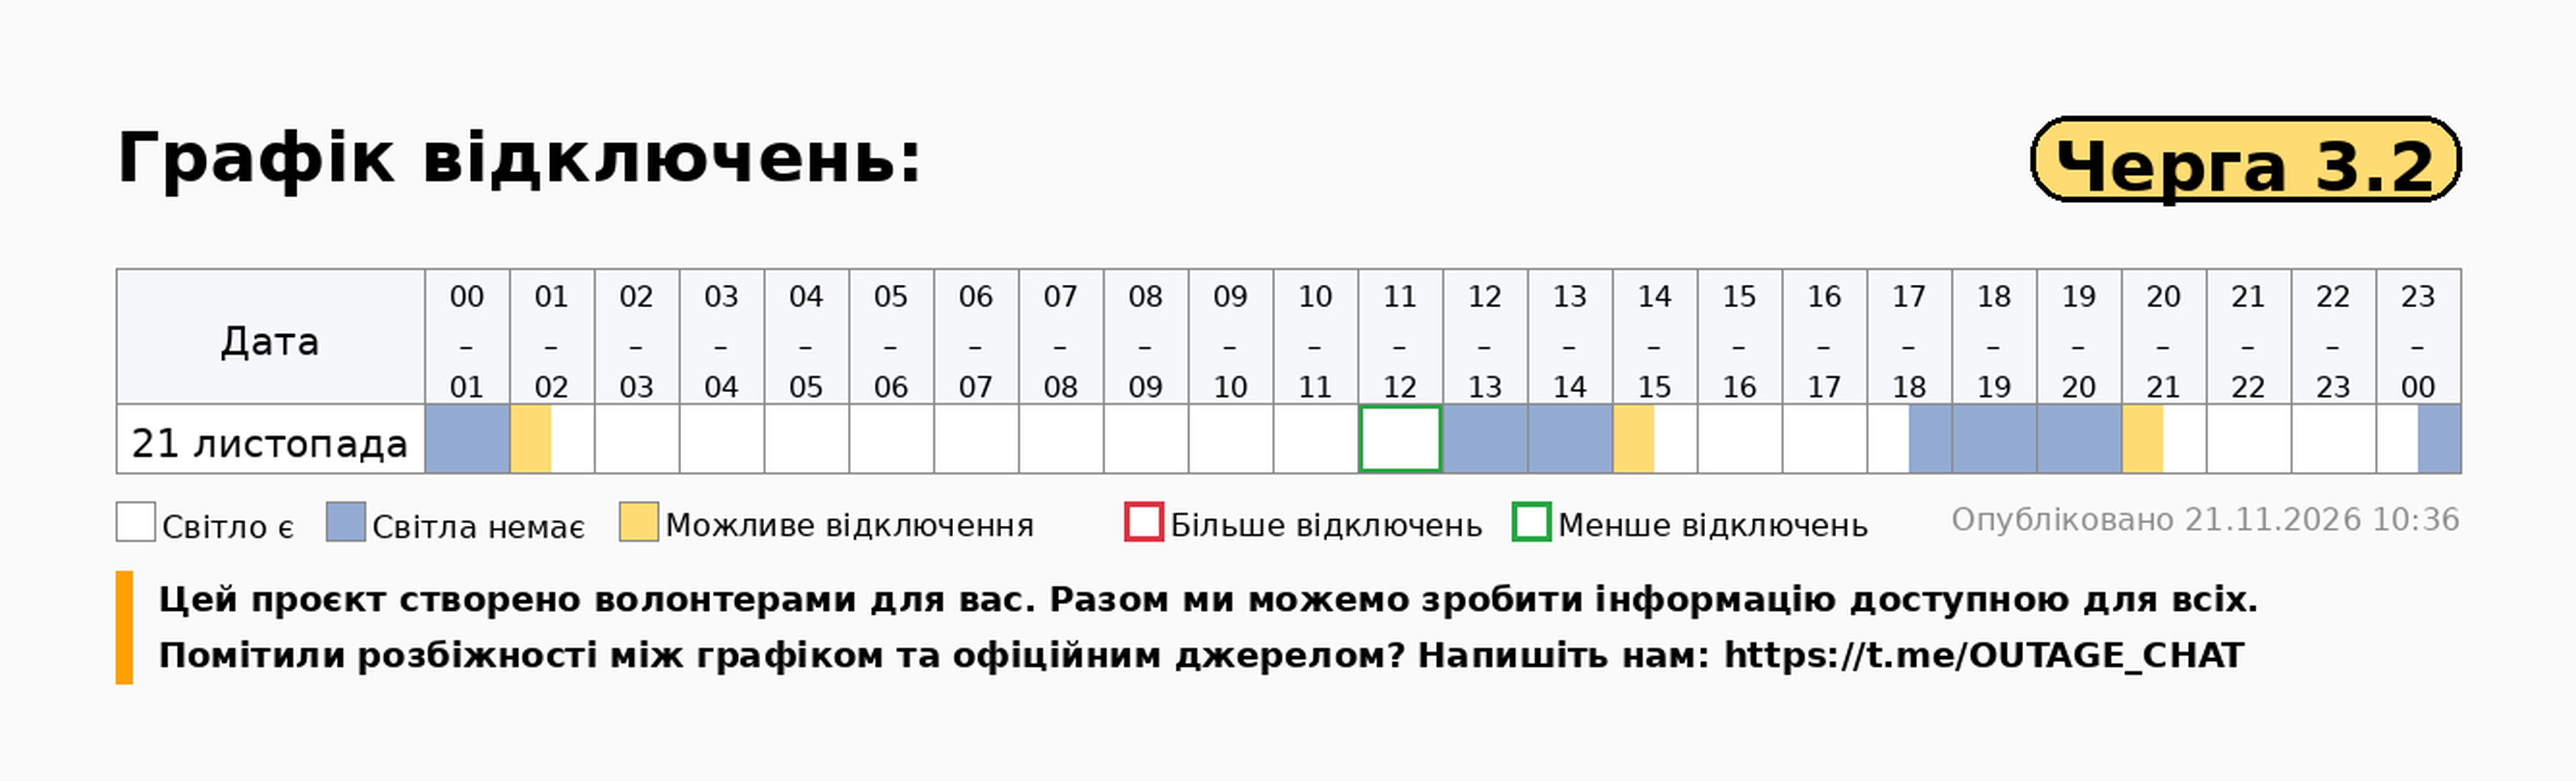 Графік відключень:
Черга 3.2
Дата
00 – 01
01 – 02
02 – 03
03 – 04
04 – 05
05 – 06
06 – 07
07 – 08
08 – 09
09 – 10
10 – 11
11 – 12
12 – 13
13 – 14
14 – 15
15 – 16
16 – 17
17 – 18
18 – 19
19 – 20
20 – 21
21 – 22
22 – 23
23 – 00
21 листопада
Світло є
Світла немає
Можливе відключення
Більше відключень
Менше відключень
Опубліковано 21.11.2026 10:36
Цей проєкт створено волонтерами для вас. Разом ми можемо зробити інформацію доступною для всіх.
Помітили розбіжності між графіком та офіційним джерелом? Напишіть нам: https://t.me/OUTAGE_CHAT